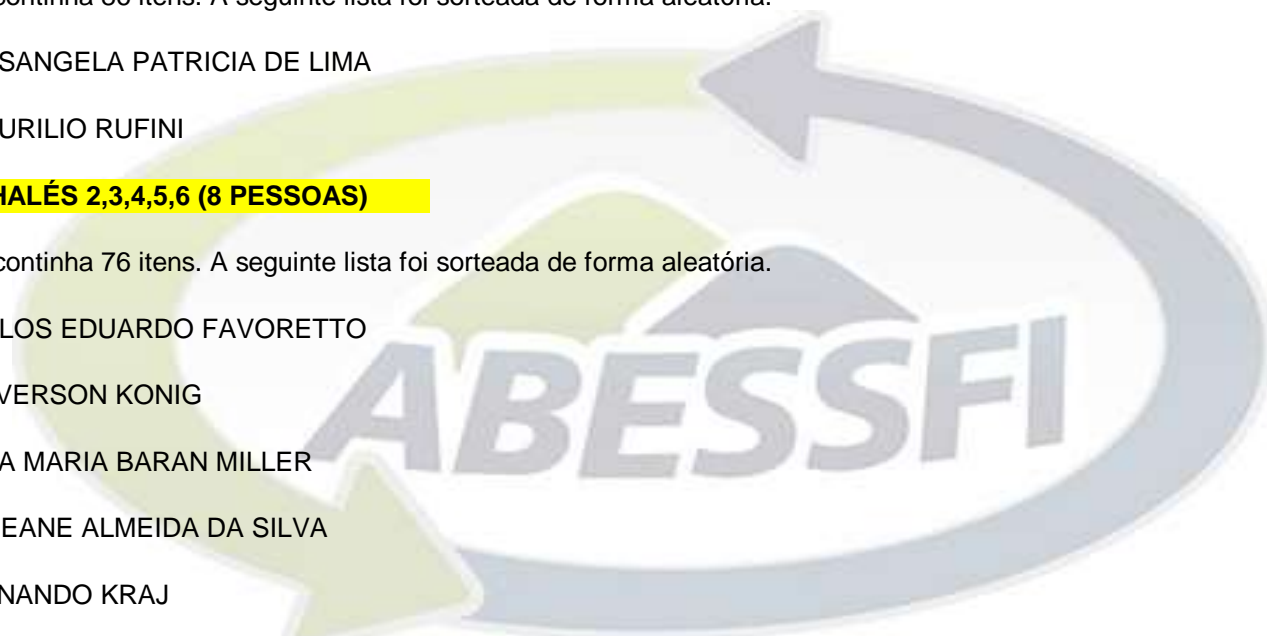 continha 86 itens. A seguinte lista foi sorteada de forma aleatória.
SANGELA PATRICIA DE LIMA
URILIO RUFINI
HALÉS 2,3,4,5,6 (8 PESSOAS)
continha 76 itens. A seguinte lista foi sorteada de forma aleatória.
LOS EDUARDO FAVORETTO
VERSON KONIG
A MARIA BARAN MILLER
EANE ALMEIDA DA SILVA
NANDO KRAJ
ABESSFI